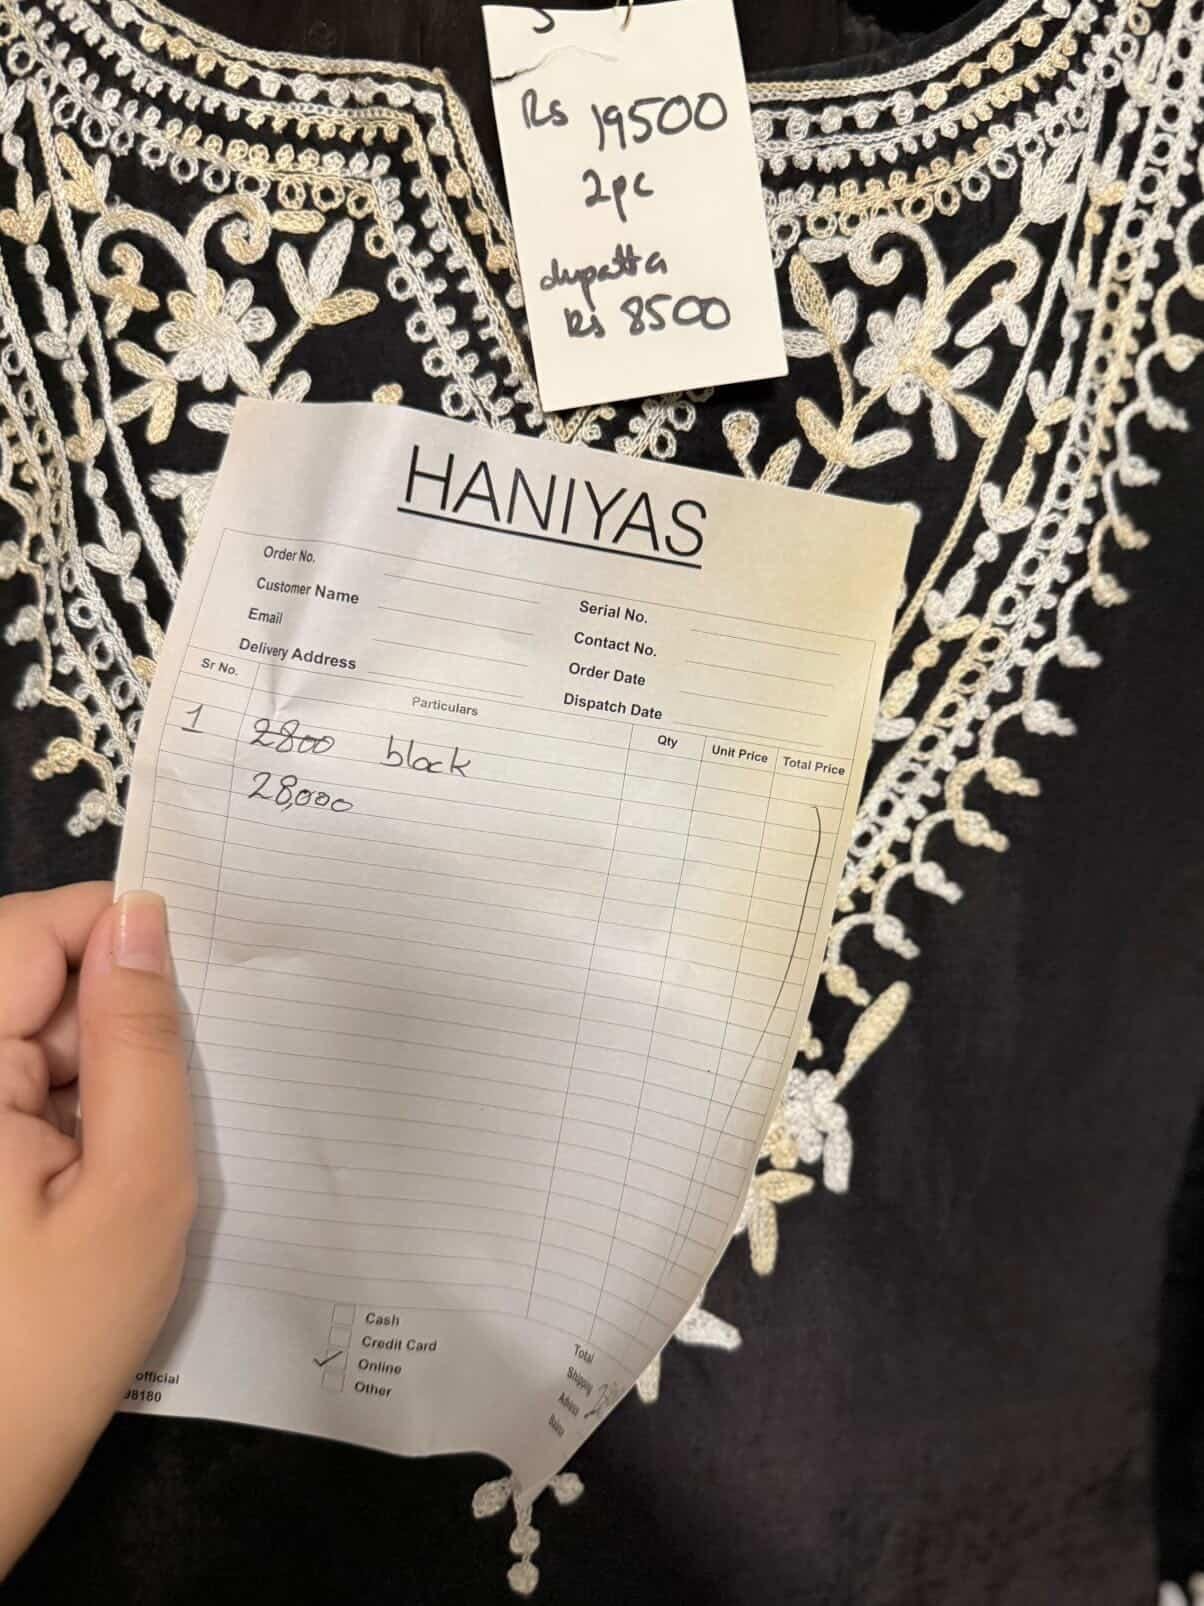 Rs 19500
2pc
dupatta
Rs 8500
HANIYAS
Order No.
Customer Name
Email
Delivery Address
Serial No.
Contact No.
Order Date
Dispatch Date
Sr No. Particulars Qty Unit Price Total Price
1 2800 black
28,000
Cash
Credit Card
Online
Other
official
98180
Total
Shipping